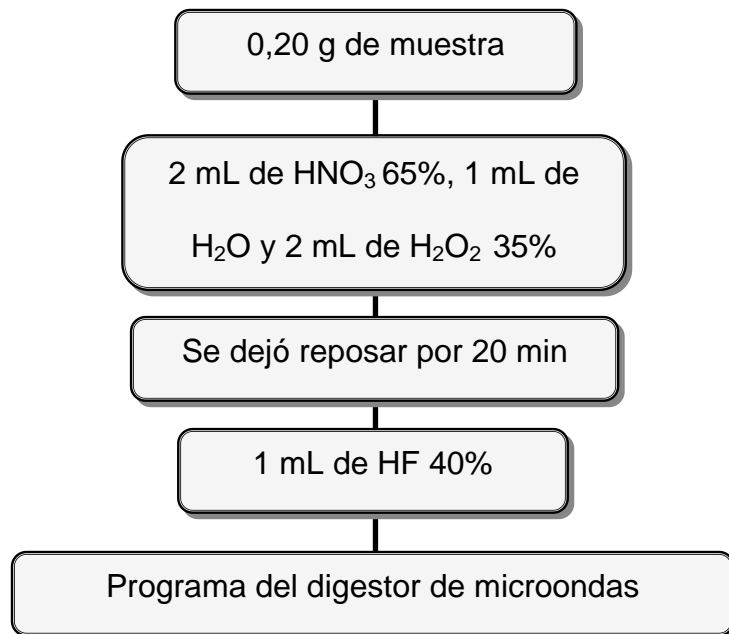 0,20 g de muestra
2 mL de HNO₃ 65%, 1 mL de
H₂O y 2 mL de H₂O₂ 35%
Se dejó reposar por 20 min
1 mL de HF 40%
Programa del digestor de microondas